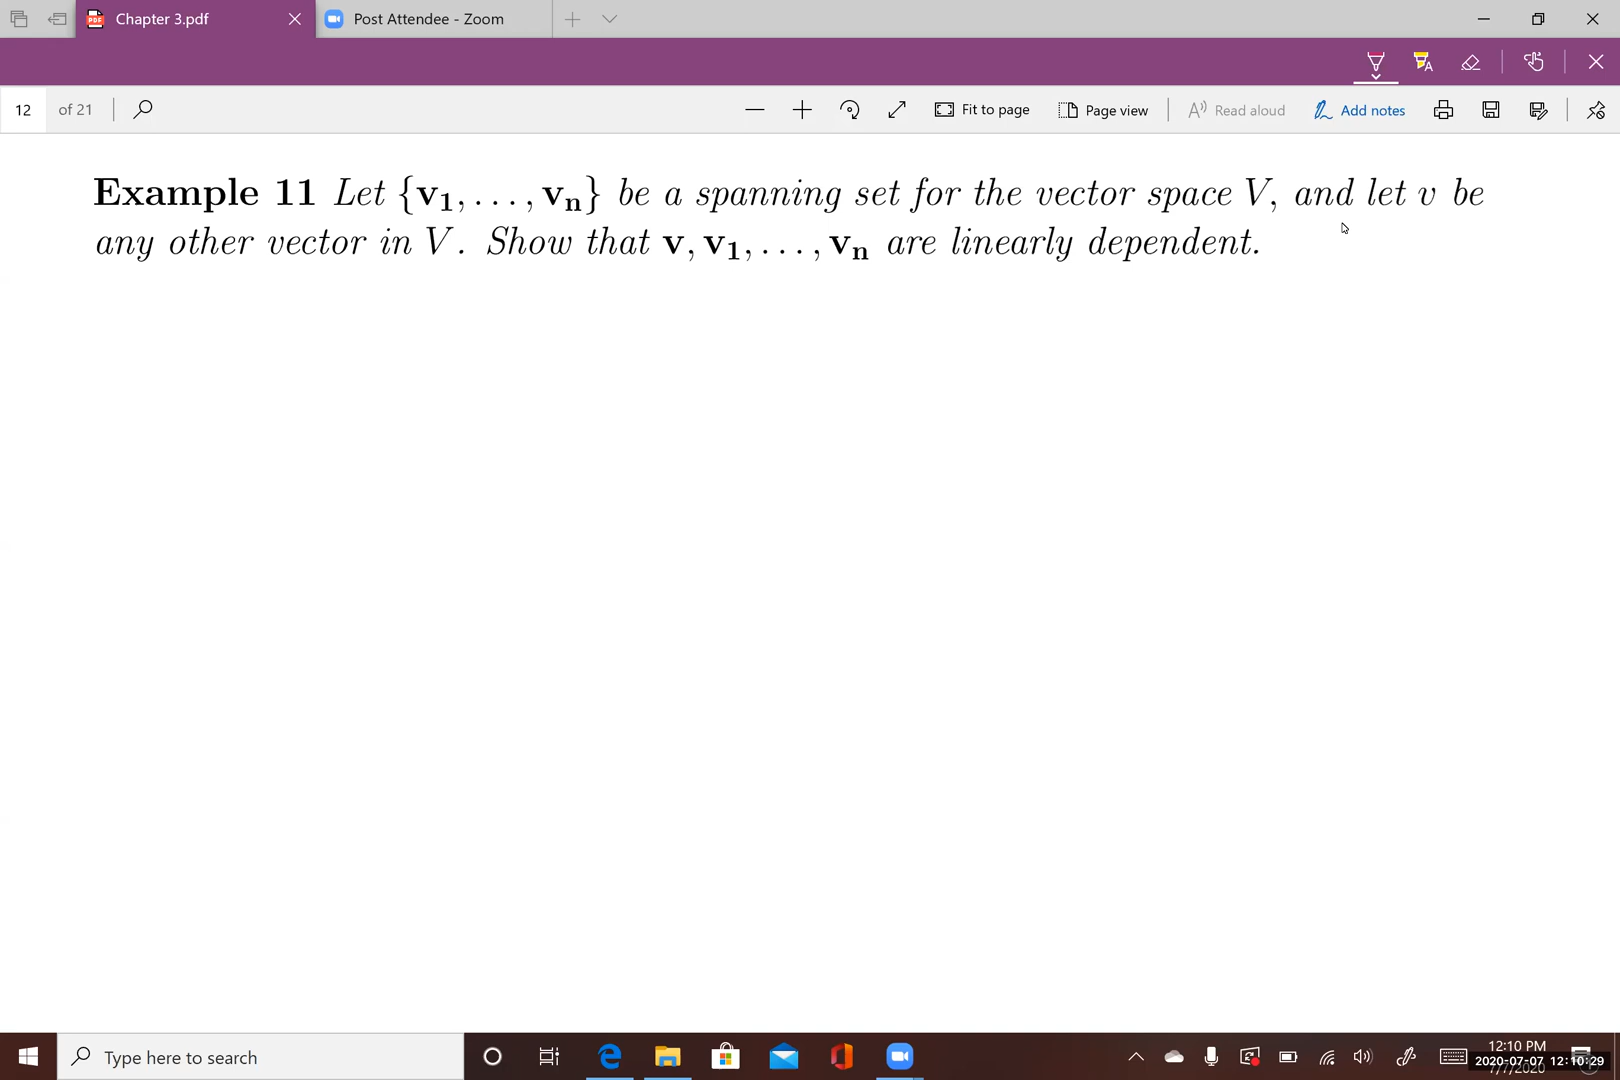 Chapter 3.pdf
Post Attendee - Zoom
12 of 21
Fit to page
Page view
Read aloud
Add notes
Example 11 Let {v₁, . . . , vₙ} be a spanning set for the vector space V, and let v be
any other vector in V. Show that v, v₁, . . . , vₙ are linearly dependent.
Type here to search
12:10 PM
2020-07-07 12:10:29
7/7/2020